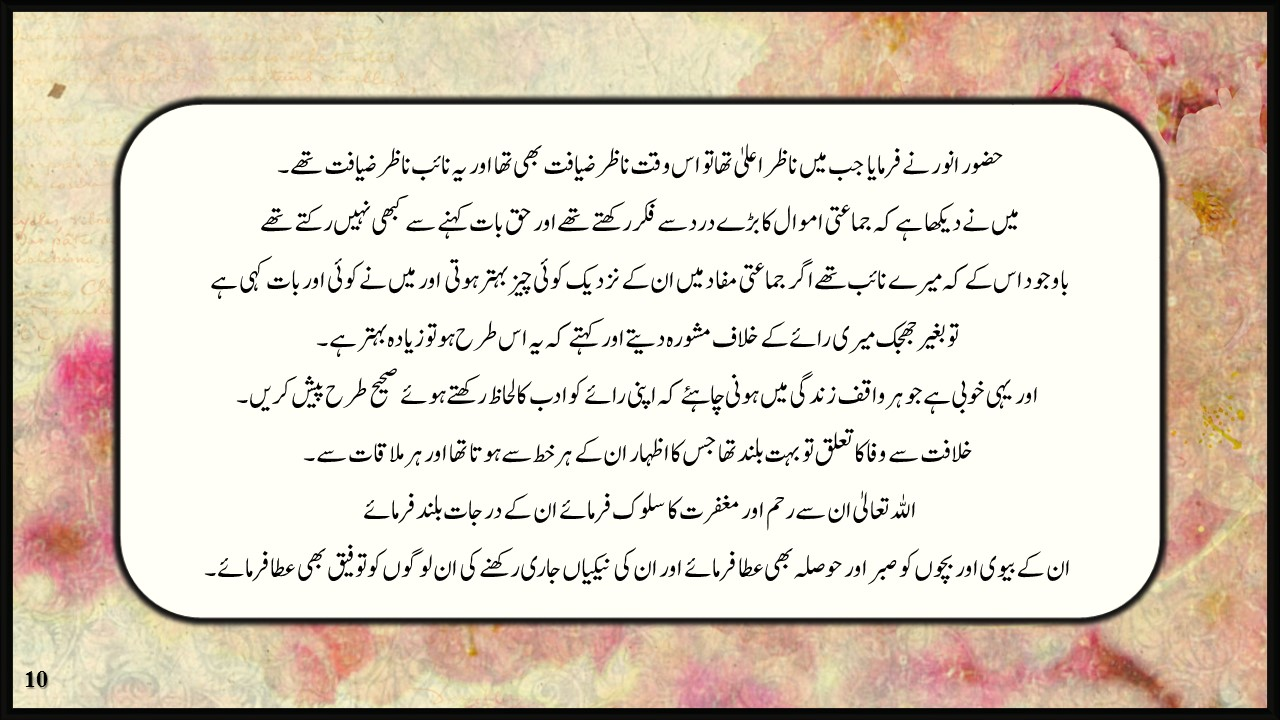 حضور انور نے فرمایا جب میں ناظر اعلیٰ تھا تو اس وقت ناظر ضیافت بھی تھا اور یہ نائب ناظر ضیافت تھے۔
میں نے دیکھا ہے کہ جماعتی اموال کا بڑے درد سے فکر رکھتے تھے اور حق بات کہنے سے کبھی نہیں رکتے تھے
باوجود اس کے کہ میرے نائب تھے اگر جماعتی مفاد میں ان کے نزدیک کوئی چیز بہتر ہوتی اور میں نے کوئی اور بات کہی ہے
تو بغیر جھجک میری رائے کے خلاف مشورہ دیتے اور کہتے کہ یہ اس طرح ہو تو زیادہ بہتر ہے۔
اور یہی خوبی ہے جو ہر واقف زندگی میں ہونی چاہئے کہ اپنی رائے کو ادب کا لحاظ رکھتے ہوئے صحیح طرح پیش کریں۔
خلافت سے وفا کا تعلق تو بہت بلند تھا جس کا اظہار ان کے ہر خط سے ہوتا تھا اور ہر ملاقات سے۔
اللہ تعالیٰ ان سے رحم اور مغفرت کا سلوک فرمائے ان کے درجات بلند فرمائے
ان کے بیوی اور بچوں کو صبر اور حوصلہ بھی عطا فرمائے اور ان کی نیکیاں جاری رکھنے کی ان لوگوں کو توفیق بھی عطا فرمائے۔
10